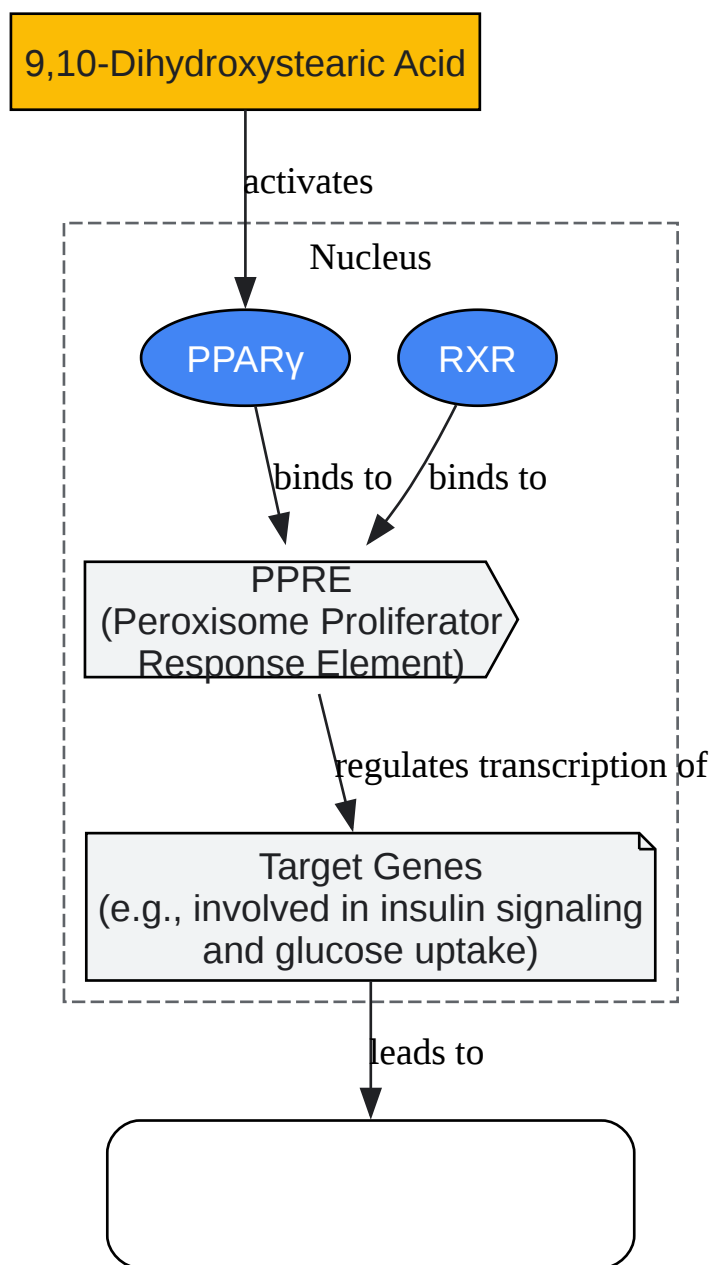 9,10-Dihydroxystearic Acid
activates
Nucleus
PPARγ
RXR
binds to
binds to
PPRE
(Peroxisome Proliferator
Response Element)
regulates transcription of
Target Genes
(e.g., involved in insulin signaling
and glucose uptake)
leads to